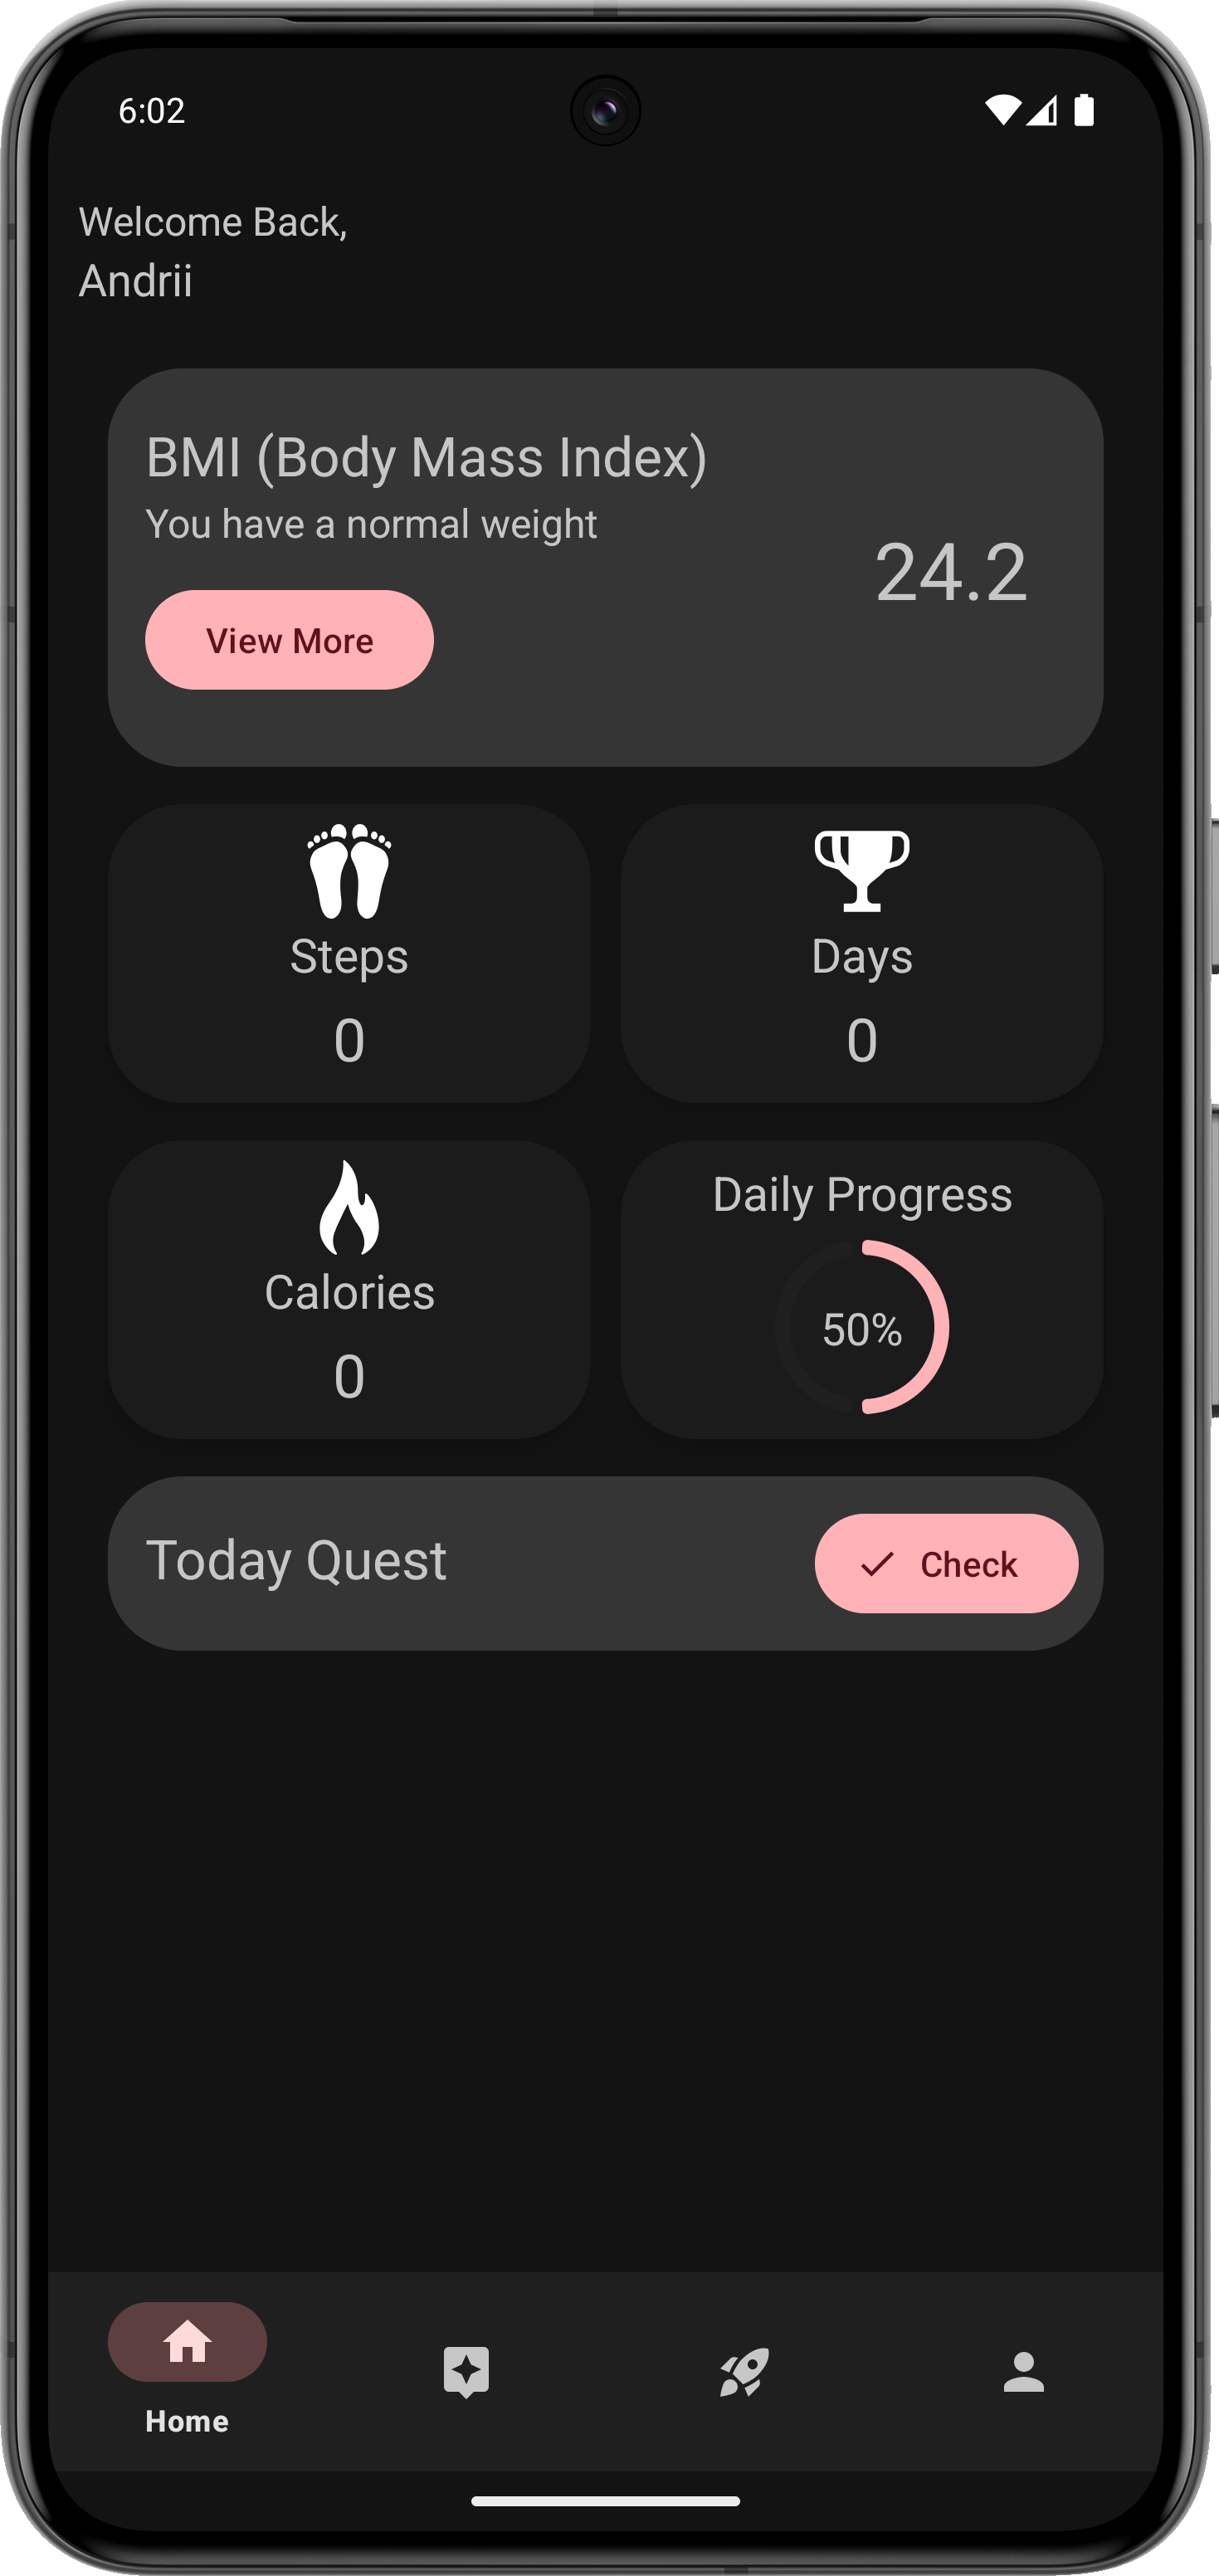 6:02
Welcome Back,
Andrii
BMI (Body Mass Index)
You have a normal weight
24.2
View More
Steps
0
Days
0
Calories
0
Daily Progress
50%
Today Quest
Check
Home